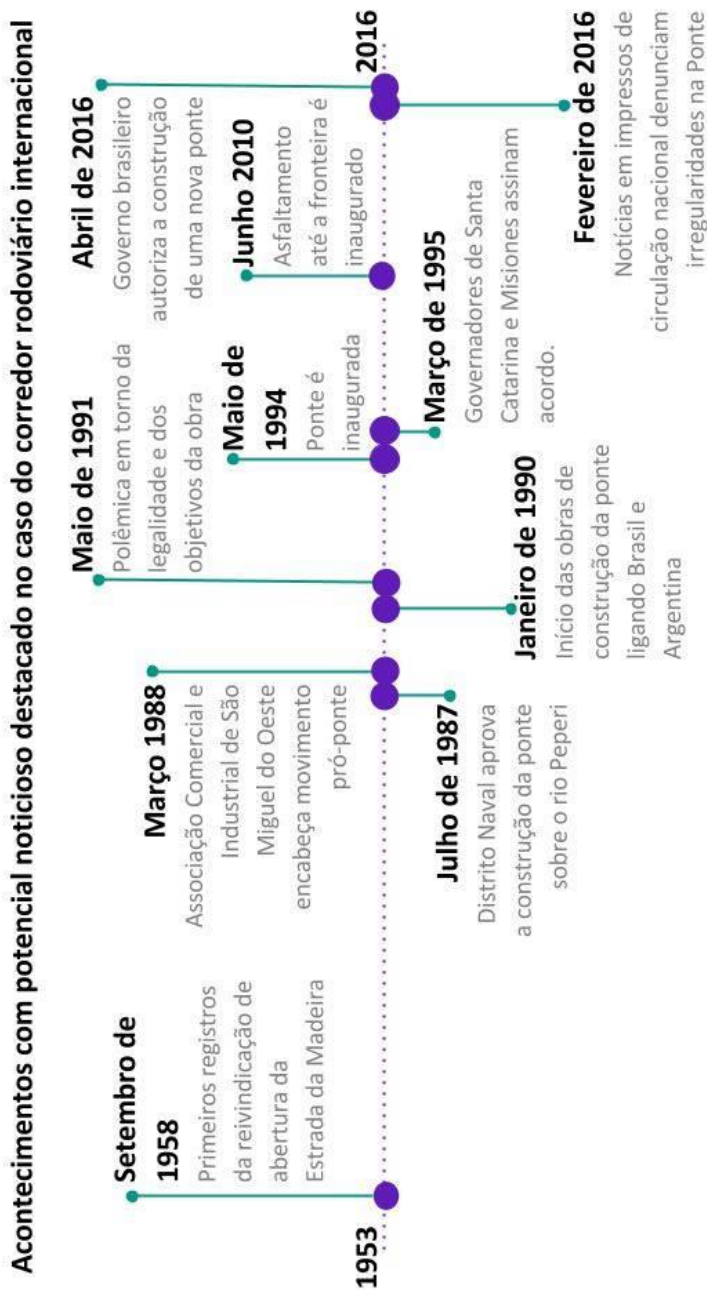 Acontecimentos com potencial noticioso destacado no caso do corredor rodoviário internacional
1953
Setembro de
1958
Primeiros registros
da reivindicação de
abertura da
Estrada da Madeira
Julho de 1987
Distrito Naval aprova
a construção da ponte
sobre o rio Peperi
Março 1988
Associação Comercial e
Industrial de São
Miguel do Oeste
encabeça movimento
pró-ponte
Janeiro de 1990
Início das obras de
construção da ponte
ligando Brasil e
Argentina
Maio de 1991
Polêmica em torno da
legalidade e dos
objetivos da obra
Maio de
1994
Ponte é
inaugurada
Março de 1995
Governadores de Santa
Catarina e Misiones assinam
acordo.
Junho 2010
Asfaltamento
até a fronteira é
inaugurado
Fevereiro de 2016
Notícias em impressos de
circulação nacional denunciam
irregularidades na Ponte
Abril de 2016
Governo brasileiro
autoriza a construção
de uma nova ponte
2016